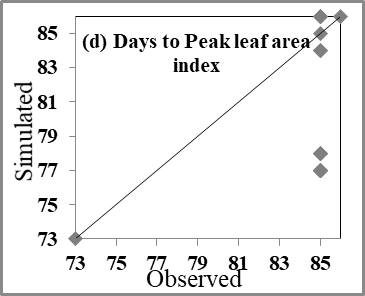 (d) Days to Peak leaf area
index
Simulated
85
83
81
79
77
75
73
73 75 77 79 81 83 85
Observed